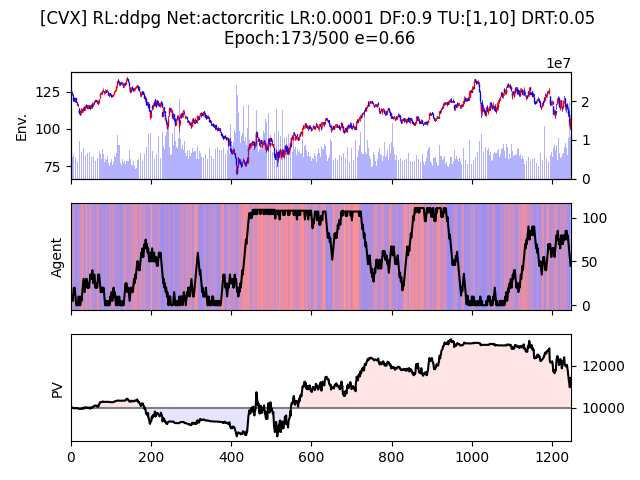 [CVX] RL:ddpg Net:actorcritic LR:0.0001 DF:0.9 TU:[1,10] DRT:0.05
Epoch:173/500 e=0.66
1e7
Env.
125
100
75
2
1
0
Agent
100
50
0
PV
12000
10000
0 200 400 600 800 1000 1200